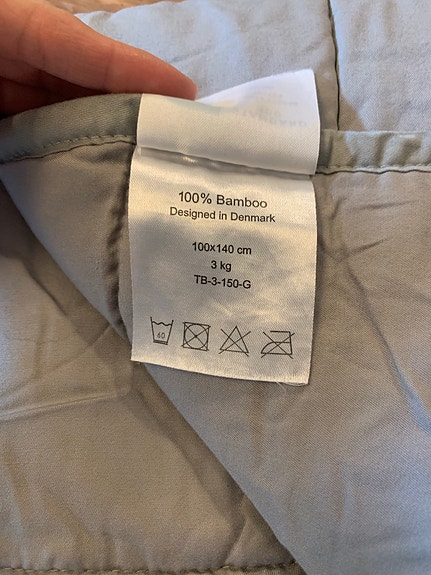 100% Bamboo
Designed in Denmark
100x140 cm
3 kg
TB-3-150-G
60